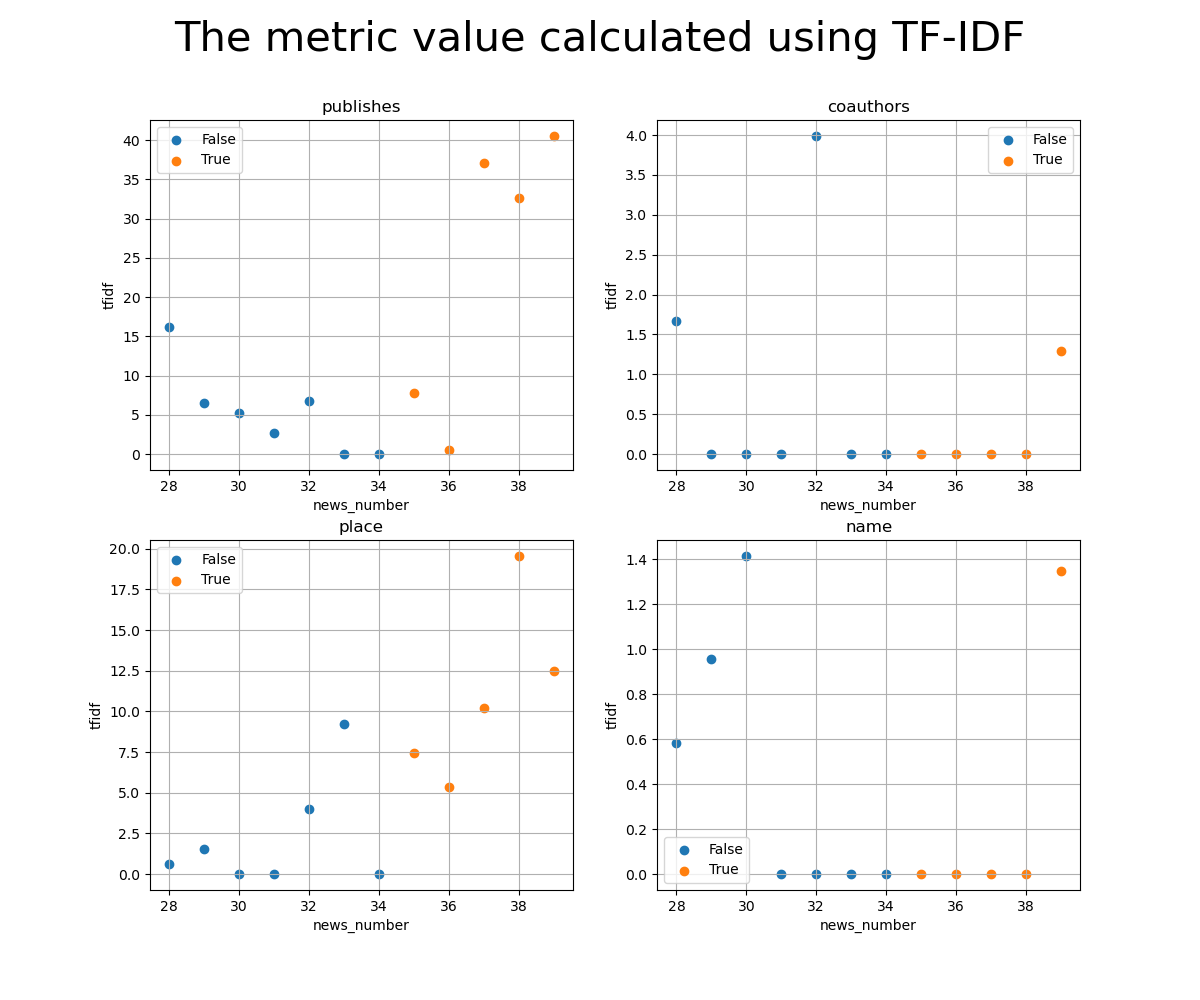 The metric value calculated using TF-IDF
publishes
False
True
40
35
30
25
20
15
10
5
0
tfidf
28 30 32 34 36 38
news_number
coauthors
False
True
4.0
3.5
3.0
2.5
2.0
1.5
1.0
0.5
0.0
tfidf
28 30 32 34 36 38
news_number
place
False
True
20.0
17.5
15.0
12.5
10.0
7.5
5.0
2.5
0.0
tfidf
28 30 32 34 36 38
news_number
name
1.4
1.2
1.0
0.8
0.6
0.4
0.2
0.0
tfidf
False
True
28 30 32 34 36 38
news_number